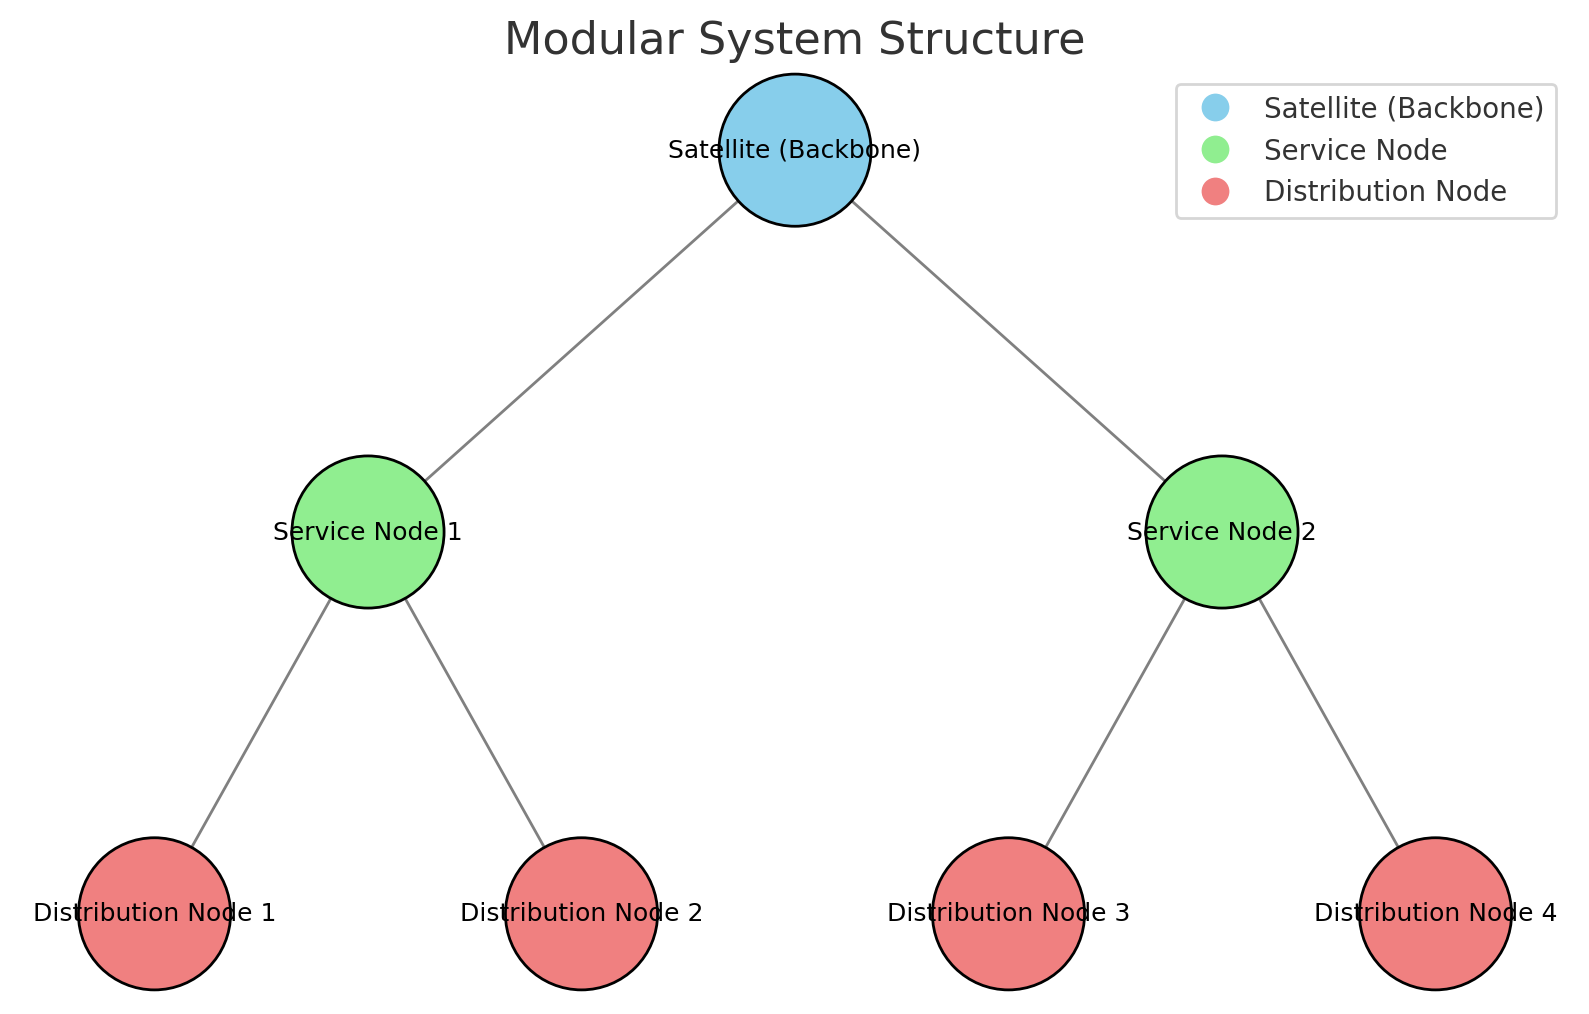 Modular System Structure
Satellite (Backbone)
Satellite (Backbone)
Service Node
Distribution Node
Service Node 1
Service Node 2
Distribution Node 1
Distribution Node 2
Distribution Node 3
Distribution Node 4